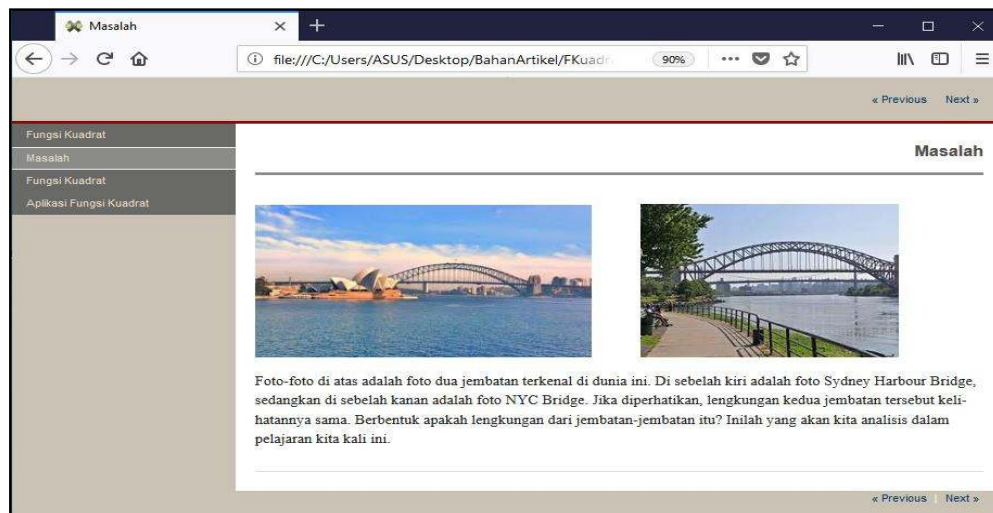 Masalah
file:///C:/Users/ASUS/Desktop/BahanArtikel/FKuadr
90%
« Previous Next »
Fungsi Kuadrat
Masalah
Fungsi Kuadrat
Aplikasi Fungsi Kuadrat
Masalah
Foto-foto di atas adalah foto dua jembatan terkenal di dunia ini. Di sebelah kiri adalah foto Sydney Harbour Bridge,
sedangkan di sebelah kanan adalah foto NYC Bridge. Jika diperhatikan, lengkungan kedua jembatan tersebut keli-
hatannya sama. Berbentuk apakah lengkungan dari jembatan-jembatan itu? Inilah yang akan kita analisis dalam
pelajaran kita kali ini.
« Previous | Next »